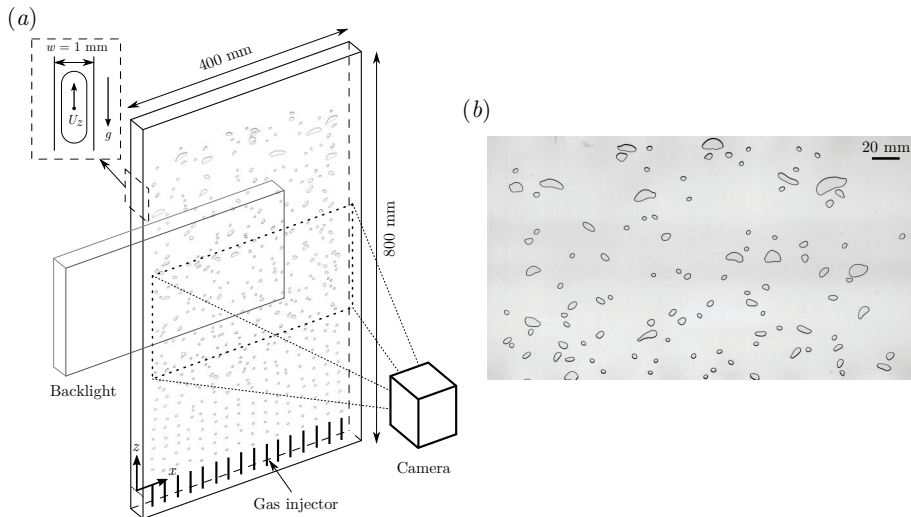 (a)
w = 1 mm
U_z
g
400 mm
800 mm
Backlight
z
x
Gas injector
Camera
(b)
20 mm